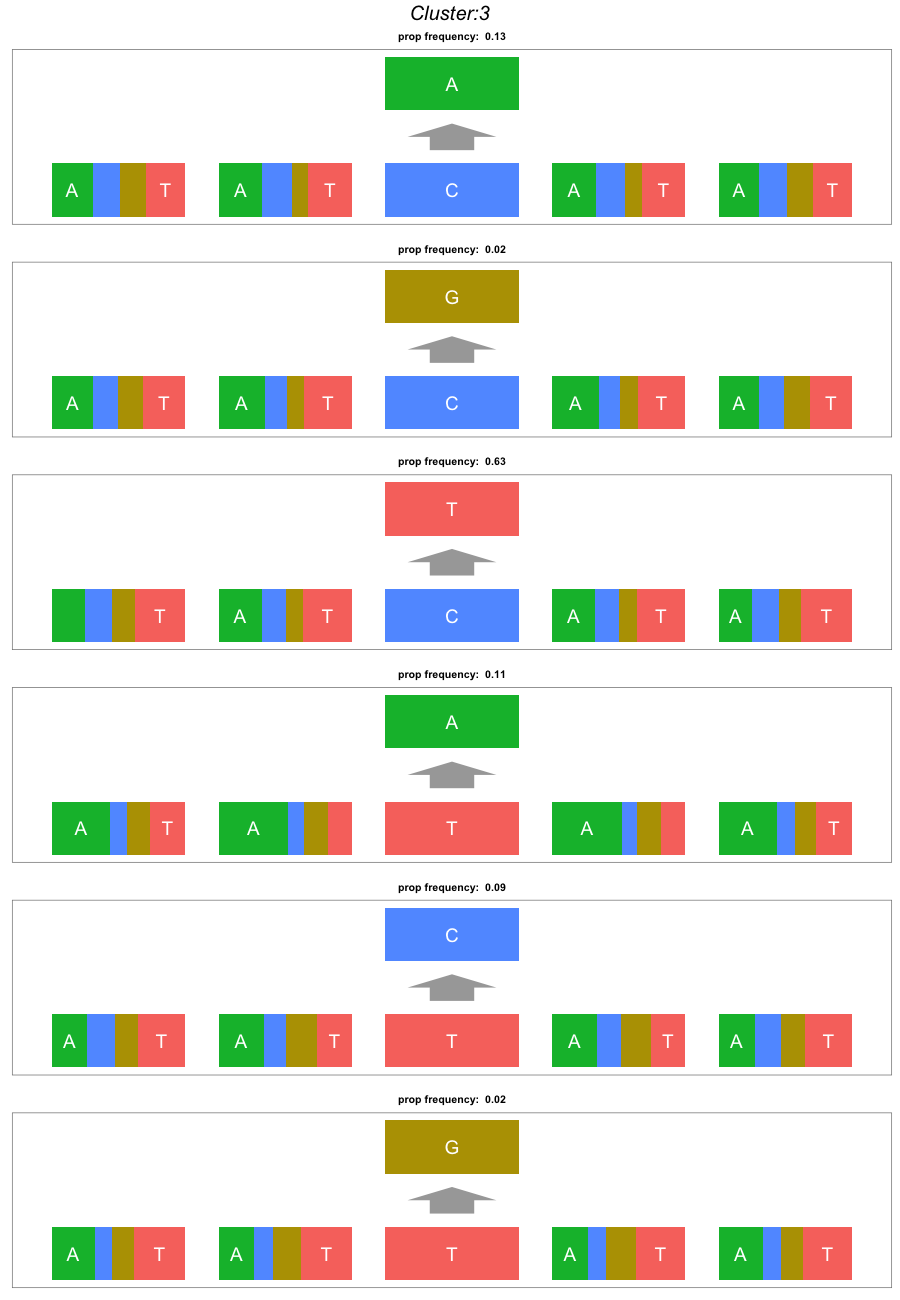 Cluster:3
prop frequency: 0.13
A
A T A T C A T A T
prop frequency: 0.02
G
A T A T C A T A T
prop frequency: 0.63
T
T A T C A T A T
prop frequency: 0.11
A
A T A T A A T
prop frequency: 0.09
C
A T A T T A T A T
prop frequency: 0.02
G
A T A T T A T A T